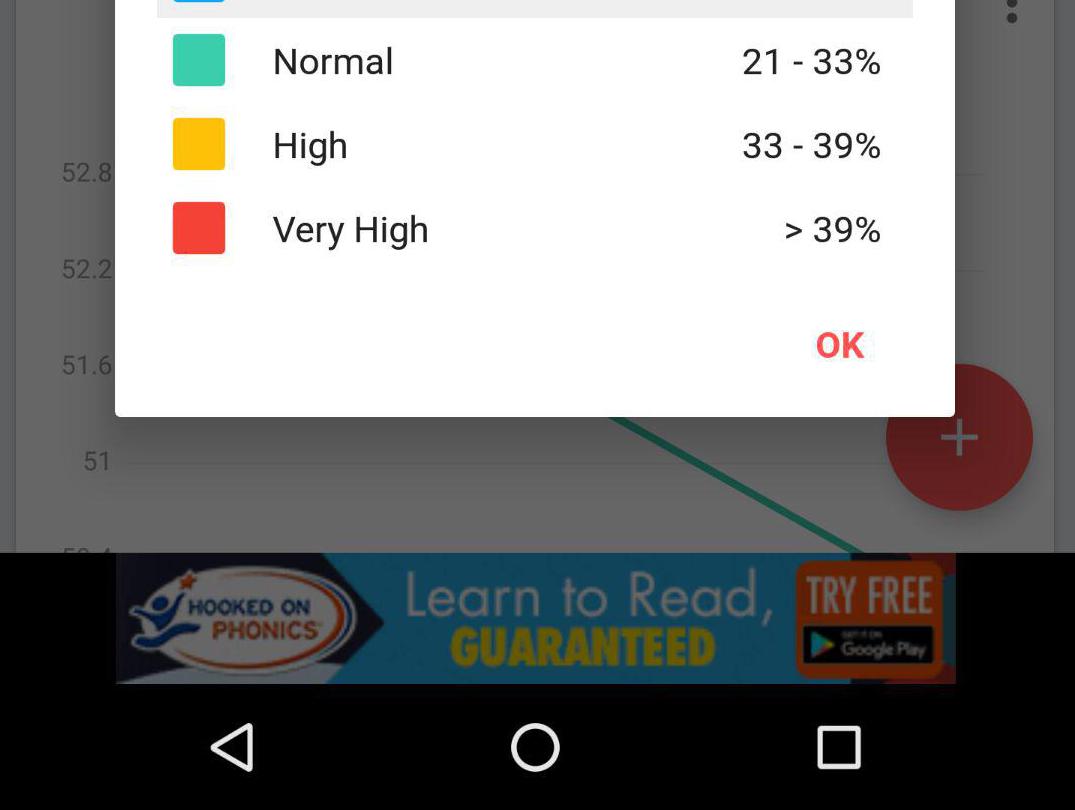 Normal 21 - 33%
High 33 - 39%
52.8
Very High > 39%
52.2
OK
51.6
51
HOOKED ON PHONICS
Learn to Read,
GUARANTEED
TRY FREE
GET IT ON
Google Play